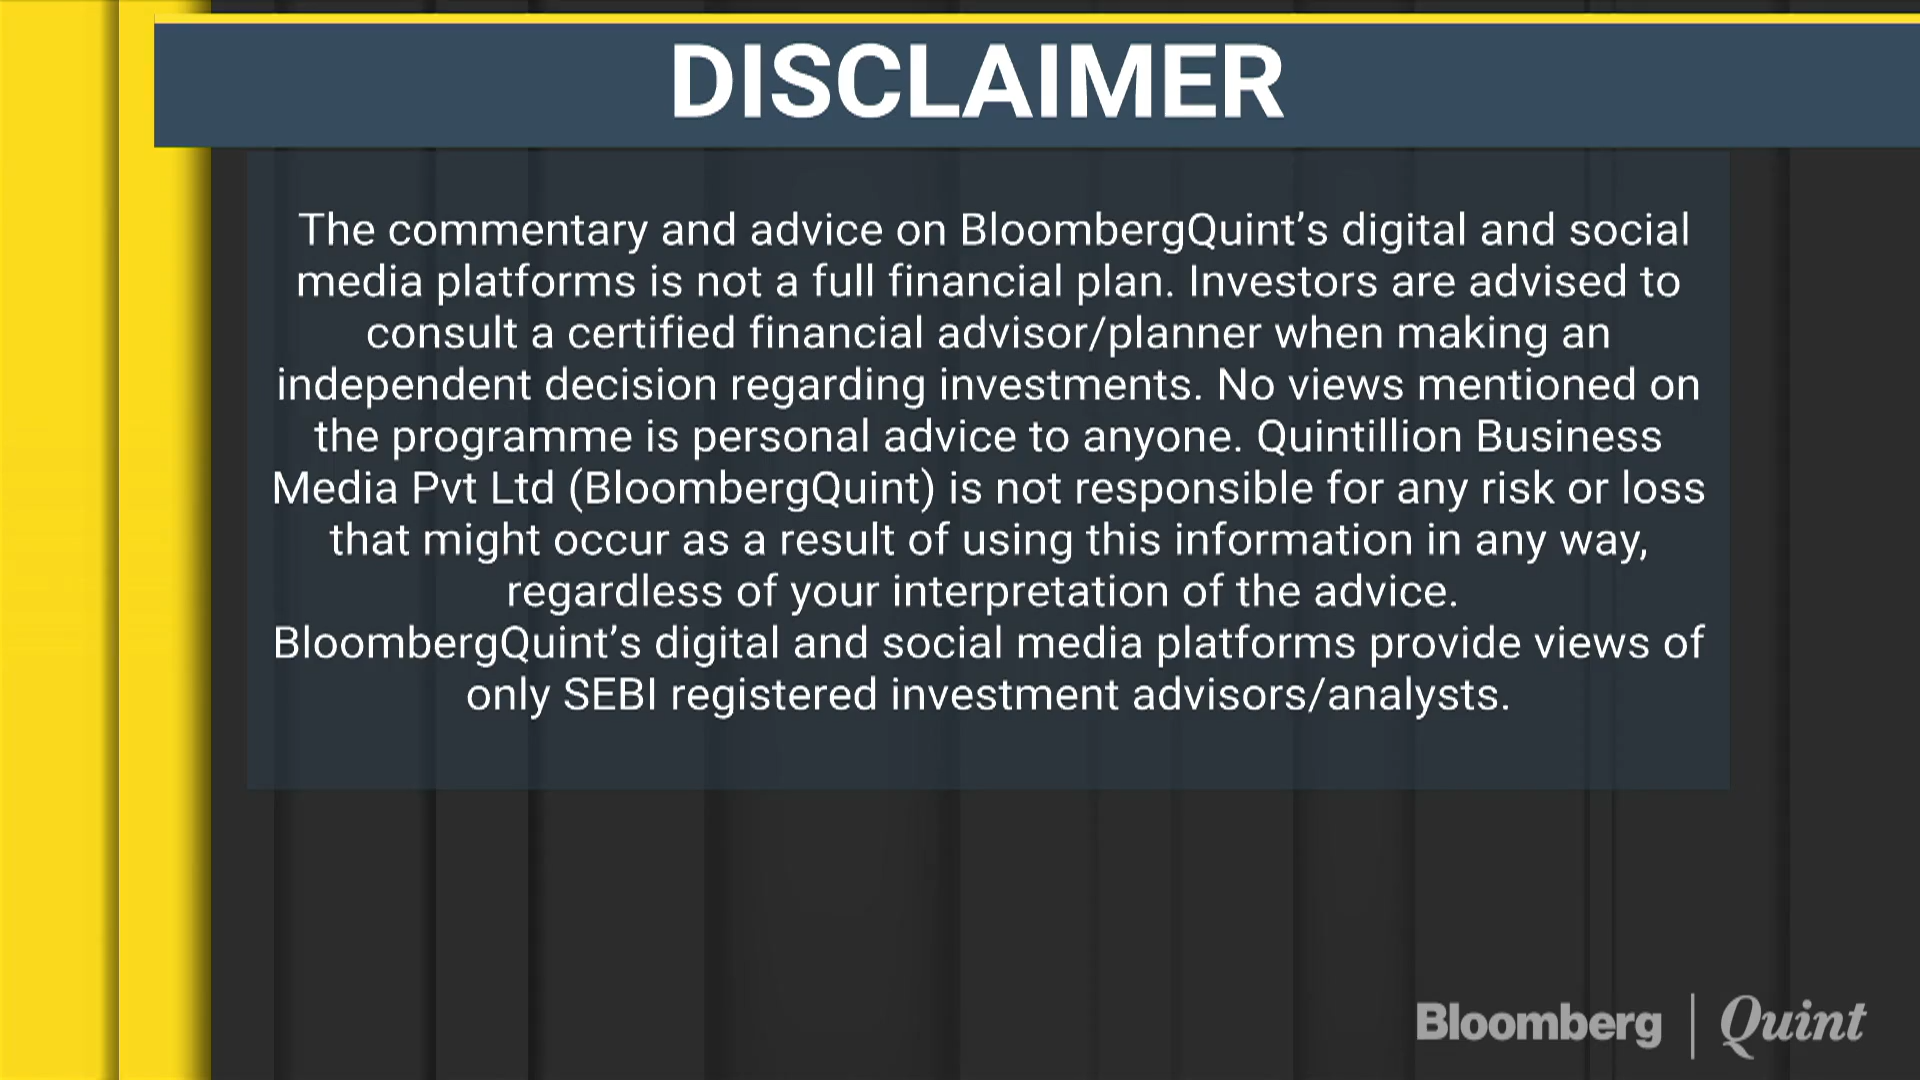 DISCLAIMER
The commentary and advice on BloombergQuint’s digital and social
media platforms is not a full financial plan. Investors are advised to
consult a certified financial advisor/planner when making an
independent decision regarding investments. No views mentioned on
the programme is personal advice to anyone. Quintillion Business
Media Pvt Ltd (BloombergQuint) is not responsible for any risk or loss
that might occur as a result of using this information in any way,
regardless of your interpretation of the advice.
BloombergQuint’s digital and social media platforms provide views of
only SEBI registered investment advisors/analysts.
Bloomberg | Quint